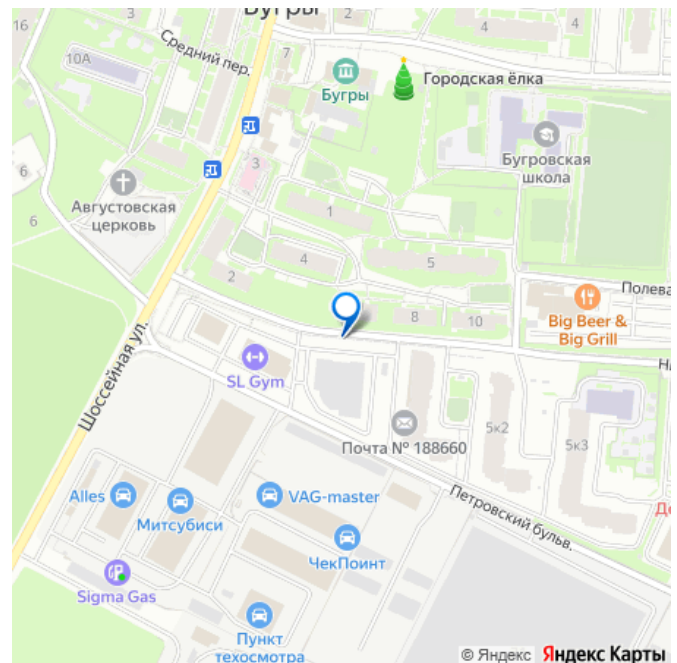 Бугры
16
4
2
2
10А
Средний пер.
7
Бугры
Городская ёлка
Бугровская
школа
3
6
6
Августовская
церковь
1
4
5
2
8
10
Полева
Big Beer &
Big Grill
Шоссейная ул.
SL Gym
5к2
5к3
Почта № 188660
Alles
Митсубиси
VAG-master
Петровский бульв.
ЧекПоинт
Sigma Gas
Пункт
техосмотра
© Яндекс Яндекс Карты